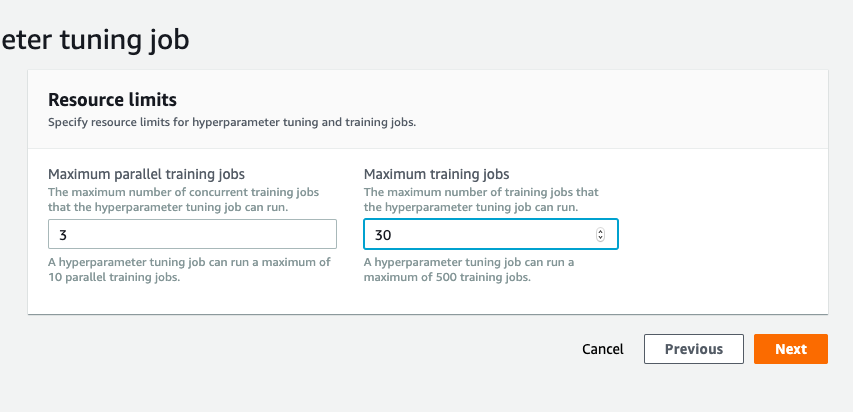 eter tuning job
Resource limits
Specify resource limits for hyperparameter tuning and training jobs.
Maximum parallel training jobs
The maximum number of concurrent training jobs
that the hyperparameter tuning job can run.
3
A hyperparameter tuning job can run a maximum of
10 parallel training jobs.
Maximum training jobs
The maximum number of training jobs that
the hyperparameter tuning job can run.
30
A hyperparameter tuning job can run a
maximum of 500 training jobs.
Cancel
Previous
Next